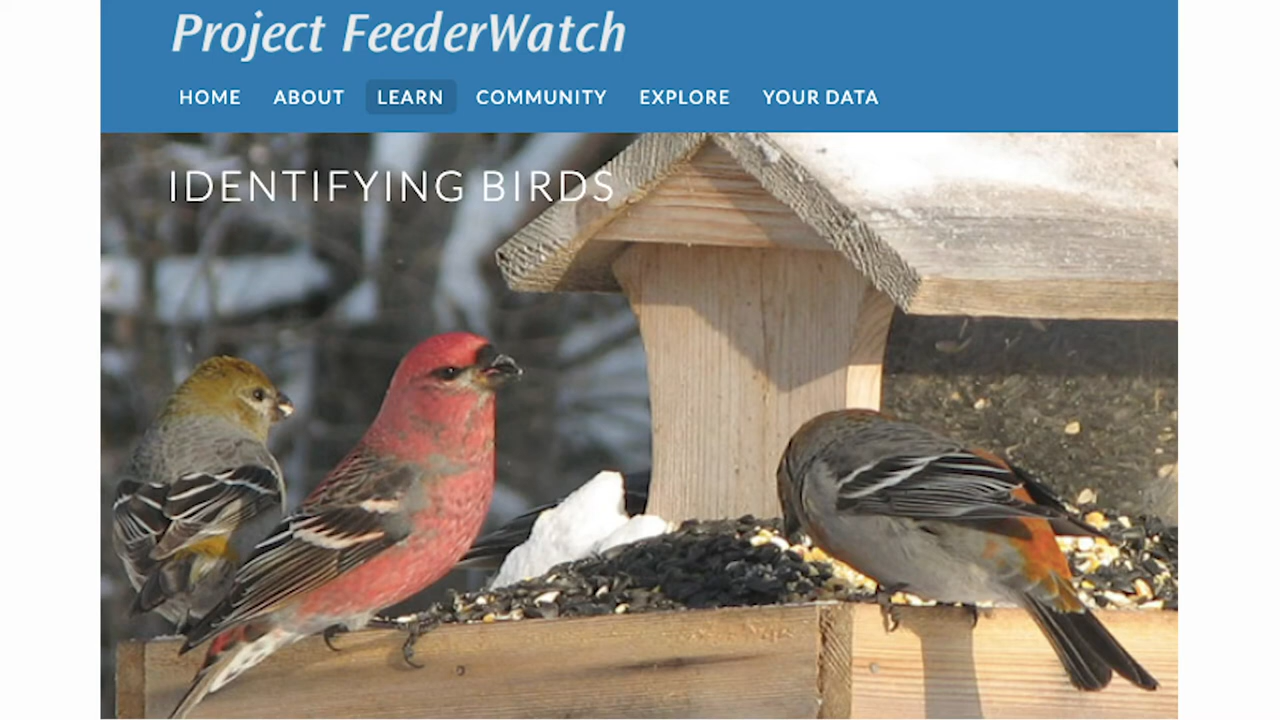 Project FeederWatch
HOME ABOUT LEARN COMMUNITY EXPLORE YOUR DATA
IDENTIFYING BIRDS